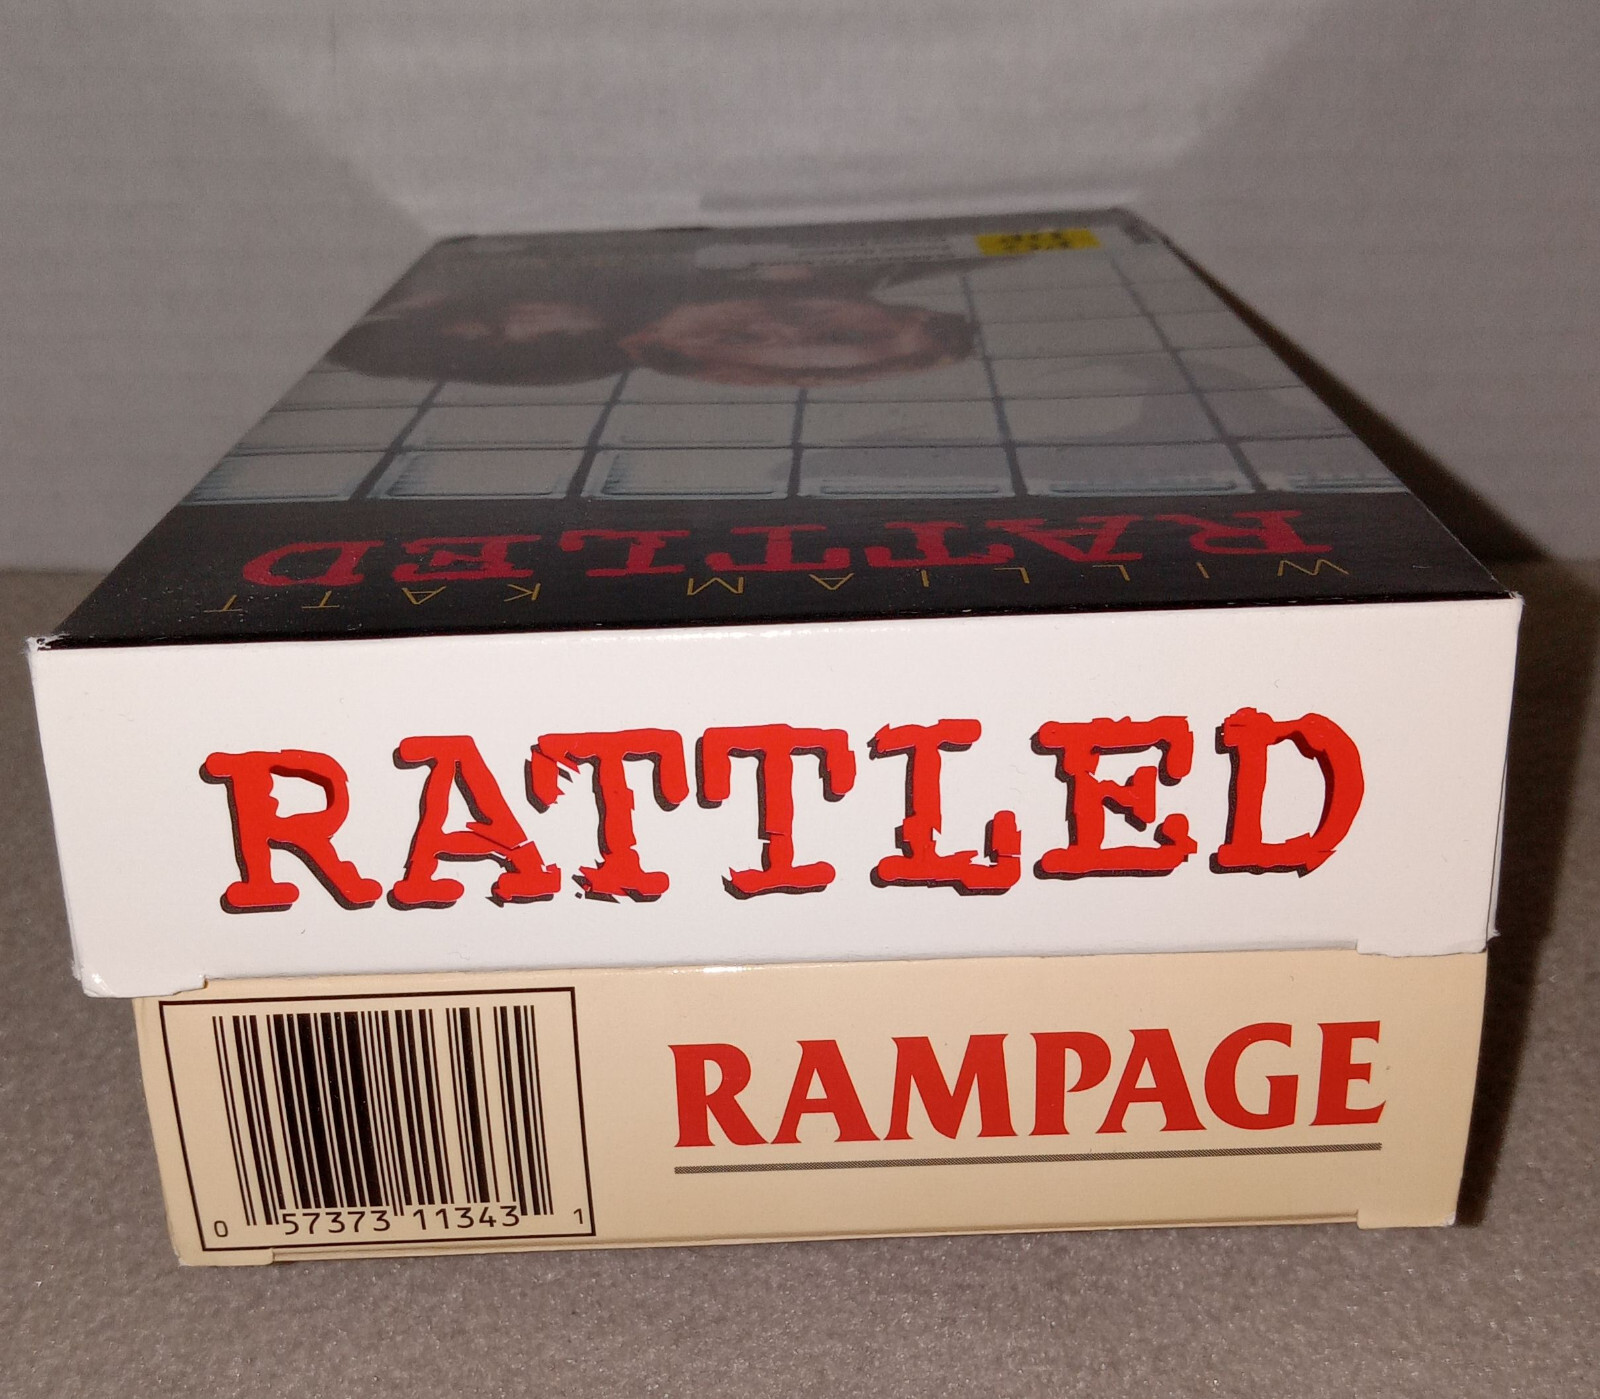 RATTLED
WILLIAM KATT
RATTLED
RAMPAGE
0 57373 11343 1